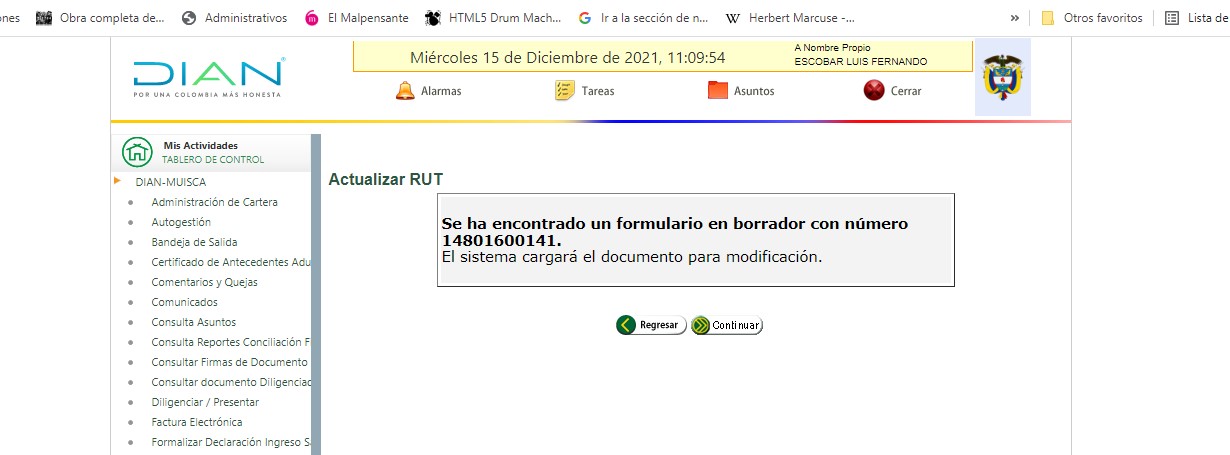 ones
Obra completa de...
Administrativos
El Malpensante
HTML5 Drum Mach...
Ir a la sección de n...
W
Herbert Marcuse -...
»
Otros favoritos
Lista de
DIAN
POR UNA COLOMBIA MÁS HONESTA
Miércoles 15 de Diciembre de 2021, 11:09:54
A Nombre Propio
ESCOBAR LUIS FERNANDO
Alarmas
Tareas
Asuntos
Cerrar
Mis Actividades
TABLERO DE CONTROL
DIAN-MUISCA
Administración de Cartera
Autogestión
Bandeja de Salida
Certificado de Antecedentes Adu
Comentarios y Quejas
Comunicados
Consulta Asuntos
Consulta Reportes Conciliación F
Consultar Firmas de Documento
Consultar documento Diligenciac
Diligenciar / Presentar
Factura Electrónica
Formalizar Declaración Ingreso S
Actualizar RUT
Se ha encontrado un formulario en borrador con número
14801600141.
El sistema cargará el documento para modificación.
Regresar
Continuar